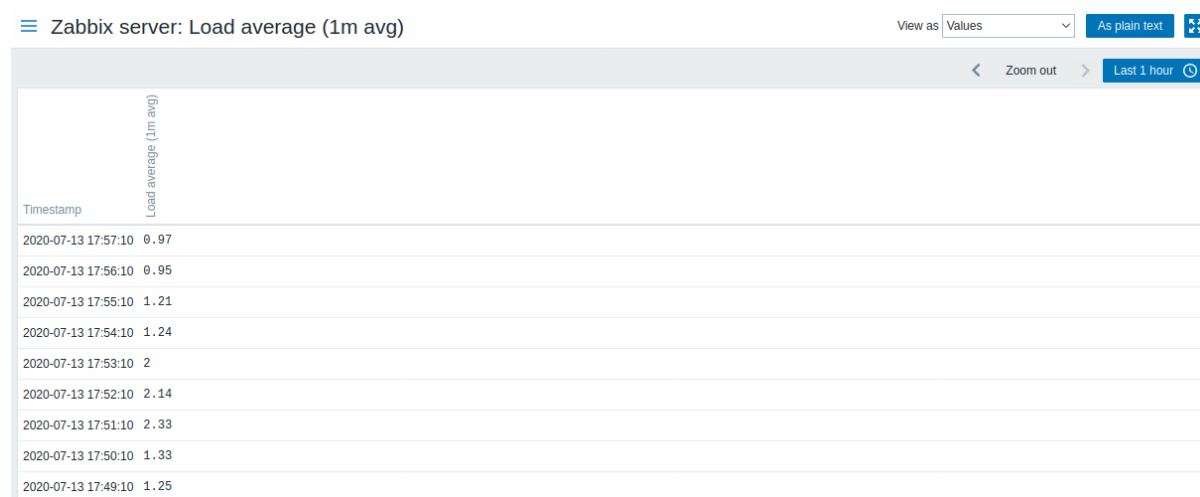 Zabbix server: Load average (1m avg) View as Values As plain text
Zoom out Last 1 hour
Timestamp Load average (1m avg)
2020-07-13 17:57:10 0.97
2020-07-13 17:56:10 0.95
2020-07-13 17:55:10 1.21
2020-07-13 17:54:10 1.24
2020-07-13 17:53:10 2
2020-07-13 17:52:10 2.14
2020-07-13 17:51:10 2.33
2020-07-13 17:50:10 1.33
2020-07-13 17:49:10 1.25